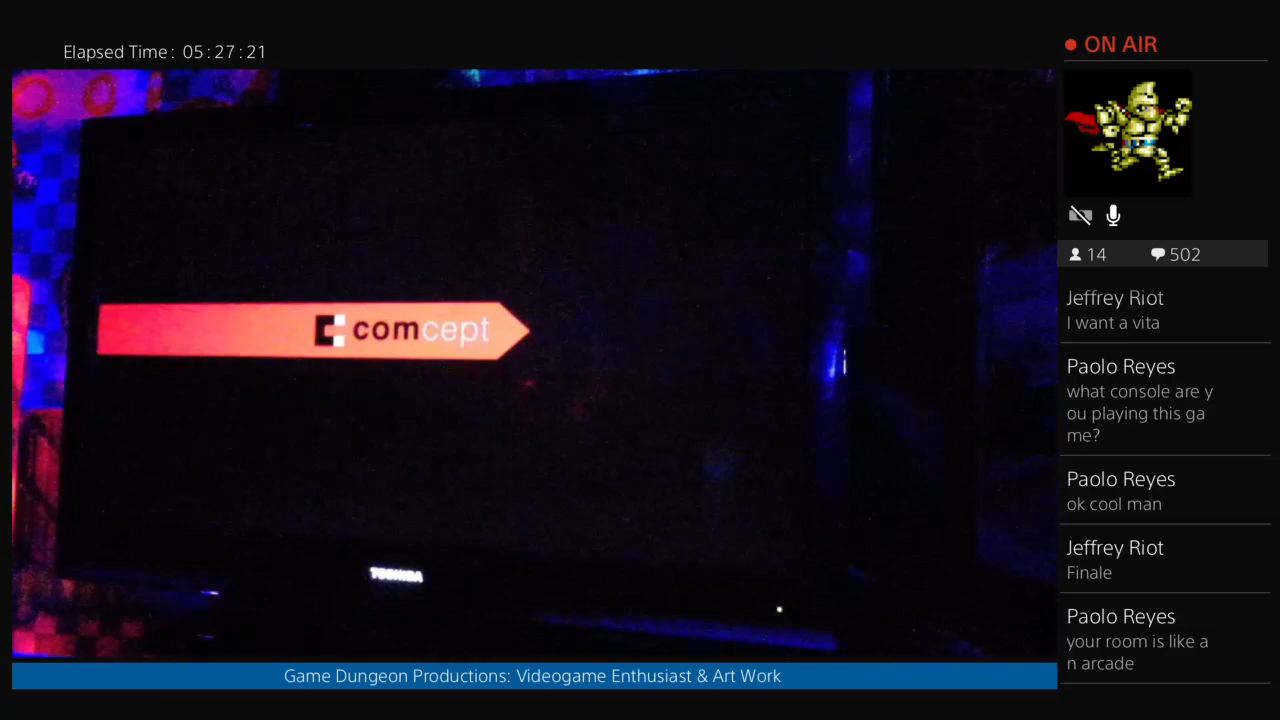 Elapsed Time: 05:27:21
ON AIR
14 502
comcept
TOSHIBA
Jeffrey Riot
I want a vita
Paolo Reyes
what console are y
ou playing this ga
me?
Paolo Reyes
ok cool man
Jeffrey Riot
Finale
Paolo Reyes
your room is like a
n arcade
Game Dungeon Productions: Videogame Enthusiast & Art Work